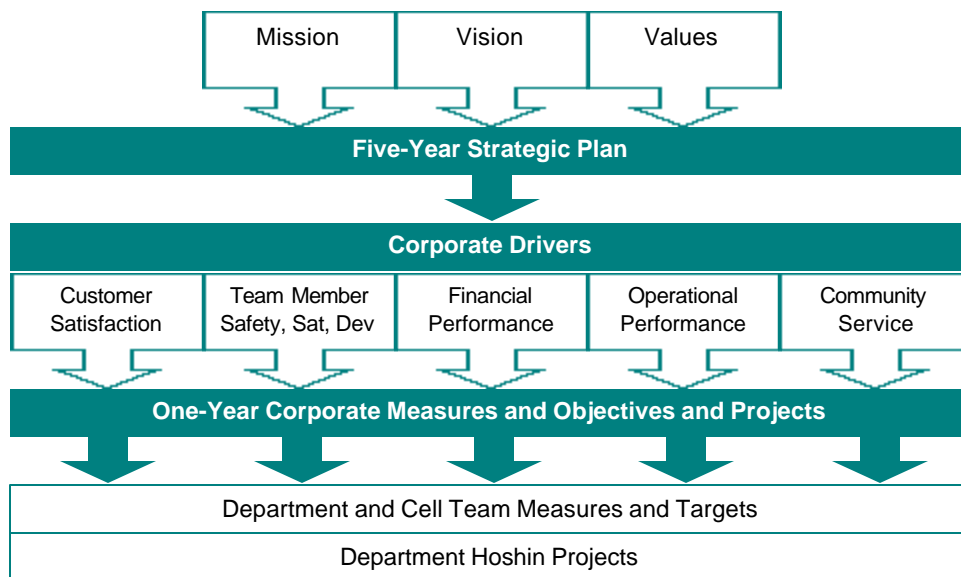 Mission
Vision
Values
Five-Year Strategic Plan
Corporate Drivers
Customer
Satisfaction
Team Member
Safety, Sat, Dev
Financial
Performance
Operational
Performance
Community
Service
One-Year Corporate Measures and Objectives and Projects
Department and Cell Team Measures and Targets
Department Hoshin Projects